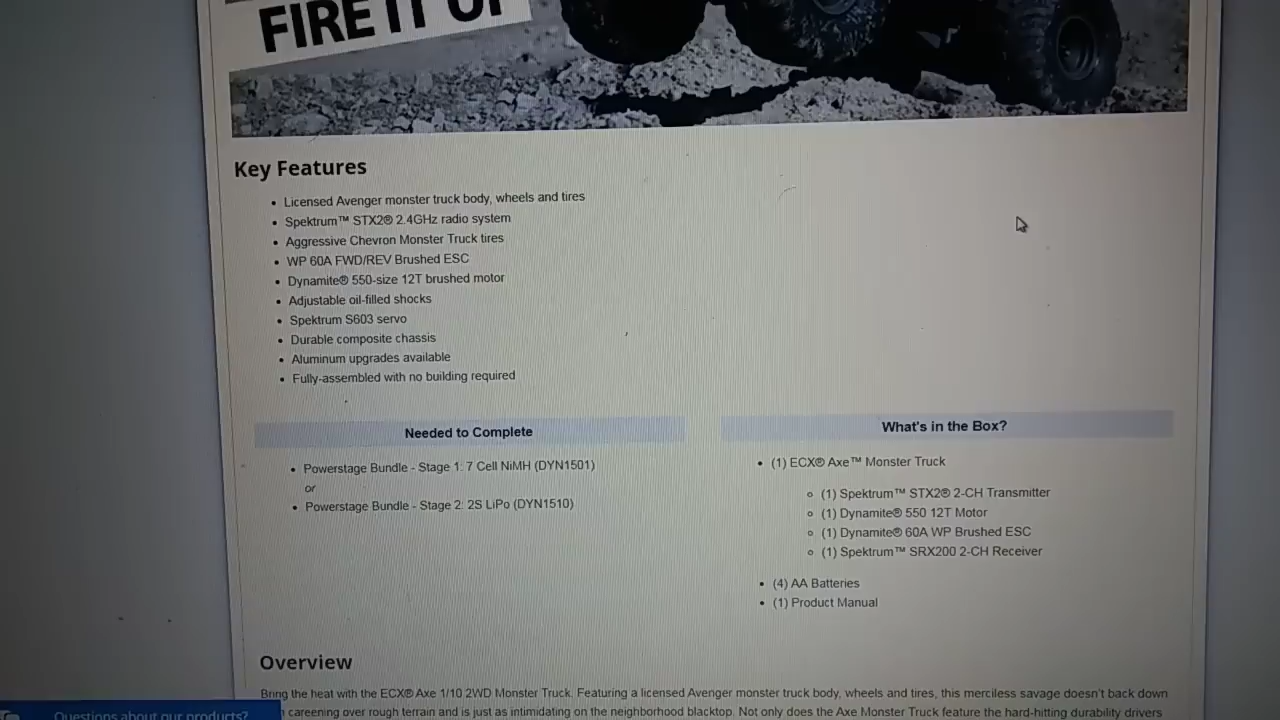 FIRE IT UP
Key Features
• Licensed Avenger monster truck body, wheels and tires
• Spektrum™ STX2® 2.4GHz radio system
• Aggressive Chevron Monster Truck tires
• WP 60A FWD/REV Brushed ESC
• Dynamite® 550-size 12T brushed motor
• Adjustable oil-filled shocks
• Spektrum S603 servo
• Durable composite chassis
• Aluminum upgrades available
• Fully-assembled with no building required
Needed to Complete
• Powerstage Bundle - Stage 1: 7 Cell NiMH (DYN1501)
or
• Powerstage Bundle - Stage 2: 2S LiPo (DYN1510)
What's in the Box?
• (1) ECX® Axe™ Monster Truck
○ (1) Spektrum™ STX2® 2-CH Transmitter
○ (1) Dynamite® 550 12T Motor
○ (1) Dynamite® 60A WP Brushed ESC
○ (1) Spektrum™ SRX200 2-CH Receiver
• (4) AA Batteries
• (1) Product Manual
Overview
Bring the heat with the ECX® Axe 1/10 2WD Monster Truck. Featuring a licensed Avenger monster truck body, wheels and tires, this merciless savage doesn't back down
careening over rough terrain and is just as intimidating on the neighborhood blacktop. Not only does the Axe Monster Truck feature the hard-hitting durability drivers
Questions about our products?